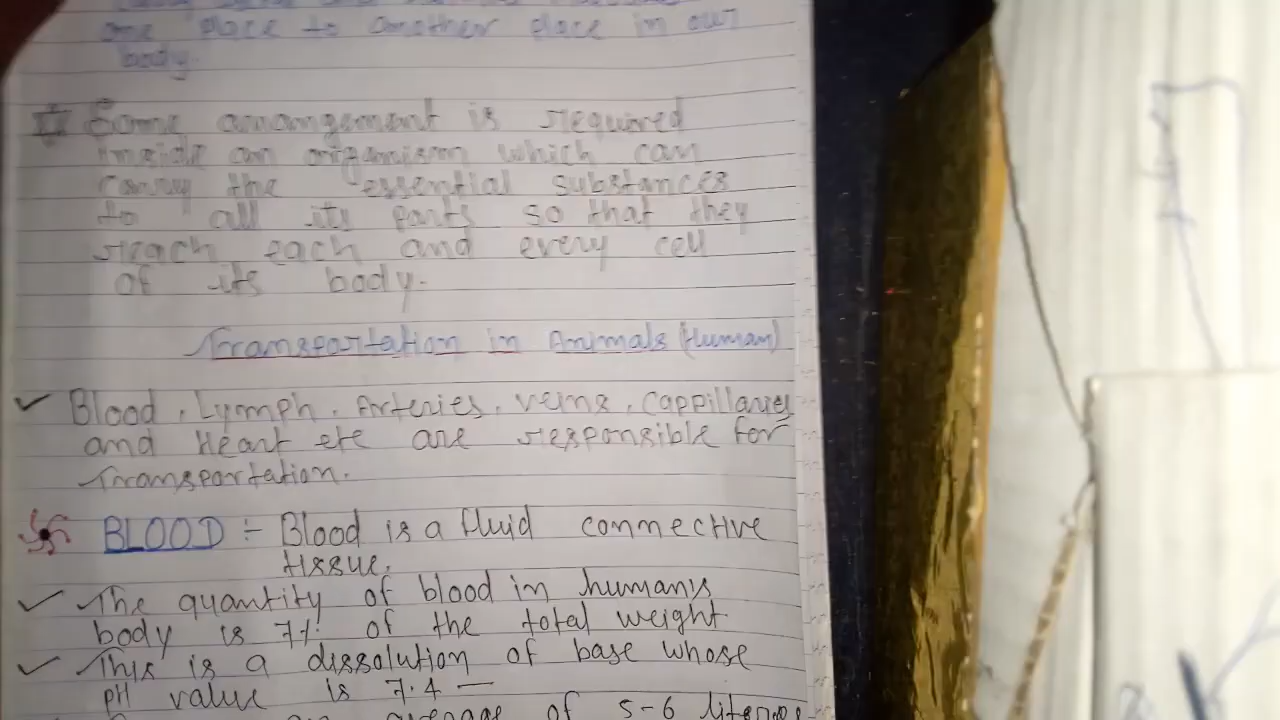 one place to another place in our
body.
Some arrangement is required
inside an organism which can
carry the essential substances
to all its parts so that they
reach each and every cell
of its body.
Transportation in Animals (Human)
✓ Blood, Lymph, Arteries, veins, Cappillaries
and Heart etc are responsible for
Transportation.
BLOOD :- Blood is a fluid connective
tissue.
✓ The quantity of blood in human's
body is 7% of the total weight.
✓ This is a dissolution of base whose
pH value is 7.4 —
an average of 5-6 literes